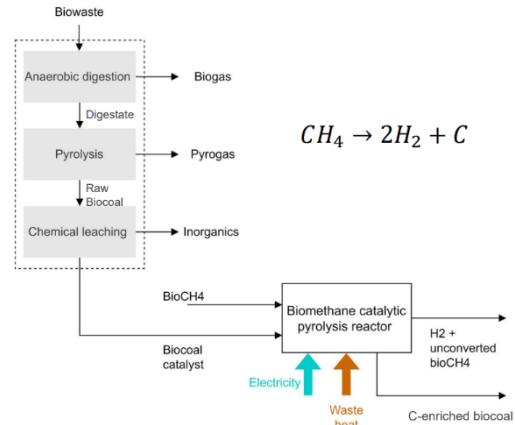 Biowaste
Anaerobic digestion
Biogas
Digestate
CH₄ → 2H₂ + C
Pyrolysis
Pyrogas
Raw
Biocoal
Chemical leaching
Inorganics
BioCH4
Biomethane catalytic
pyrolysis reactor
Biocoal
catalyst
H2 +
unconverted
bioCH4
Electricity
Waste
heat
C-enriched biocoal